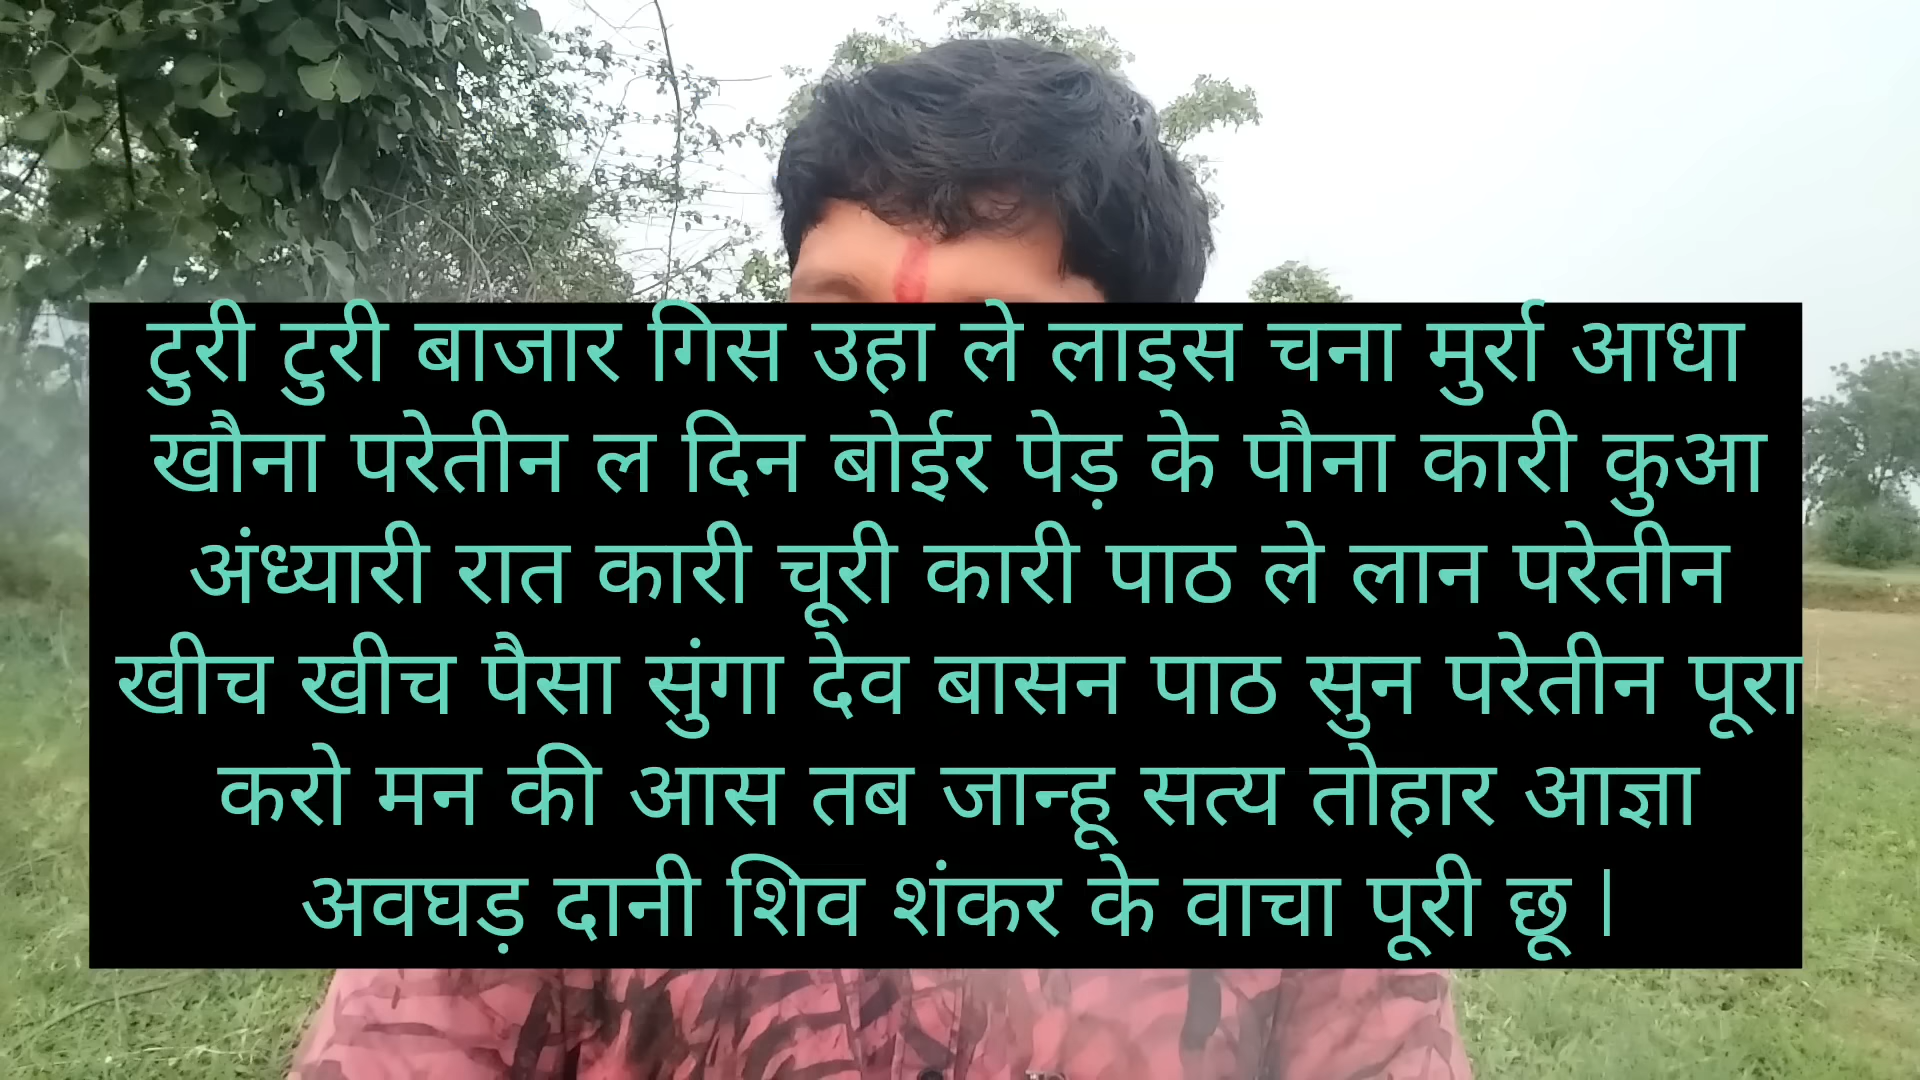 टुरी टुरी बाजार गिस उहा ले लाइस चना मुर्रा आधा
खौना परेतीन ल दिन बोईर पेड़ के पौना कारी कुआ
अंध्यारी रात कारी चूरी कारी पाठ ले लान परेतीन
खीच खीच पैसा सुंगा देव बासन पाठ सुन परेतीन पूरा
करो मन की आस तब जान्हू सत्य तोहार आज्ञा
अवघड़ दानी शिव शंकर के वाचा पूरी छू |